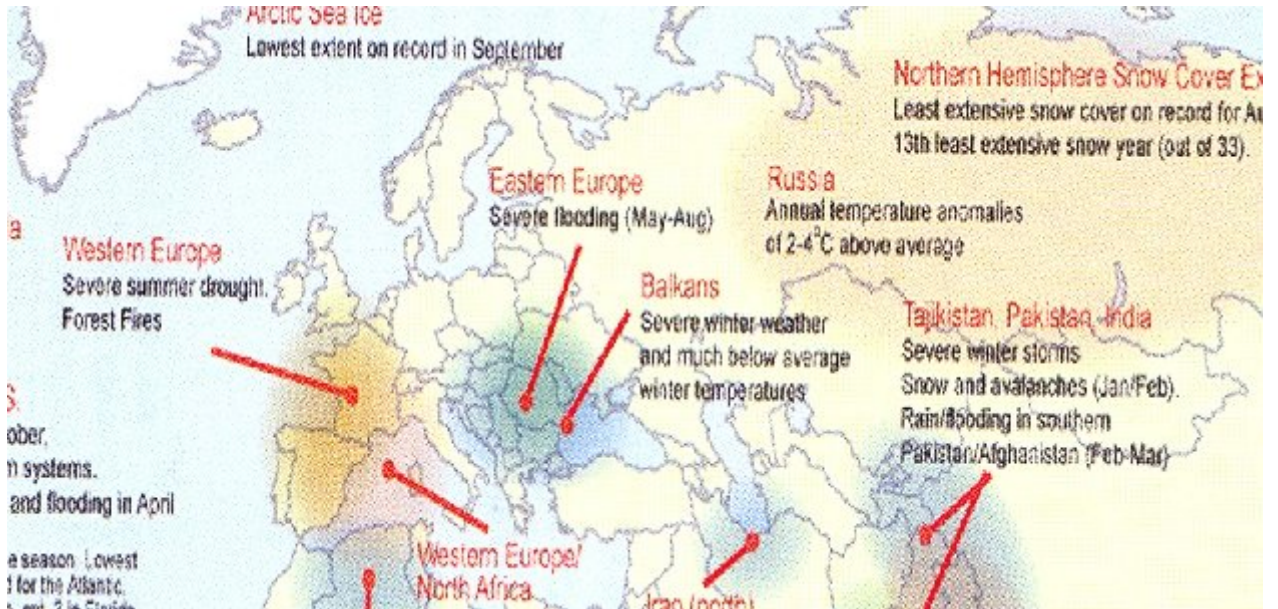 Arctic Sea Ice
Lowest extent on record in September
Northern Hemisphere Snow Cover Ex
Least extensive snow cover on record for Au
13th least extensive snow year (out of 33).
Eastern Europe
Severe flooding (May-Aug)
Russia
Annual temperature anomalies
of 2-4°C above average
a
Western Europe
Severe summer drought.
Forest Fires
Balkans
Severe winter weather
and much below average
winter temperatures
Tajikistan, Pakistan, India
Severe winter storms
Snow and avalanches (Jan/Feb).
Rain/flooding in southern
Pakistan/Afghanistan (Feb-Mar)
S.
ober.
m systems.
and flooding in April
e season. Lowest
d for the Atlantic.
Western Europe/
North Africa
Iran (north)